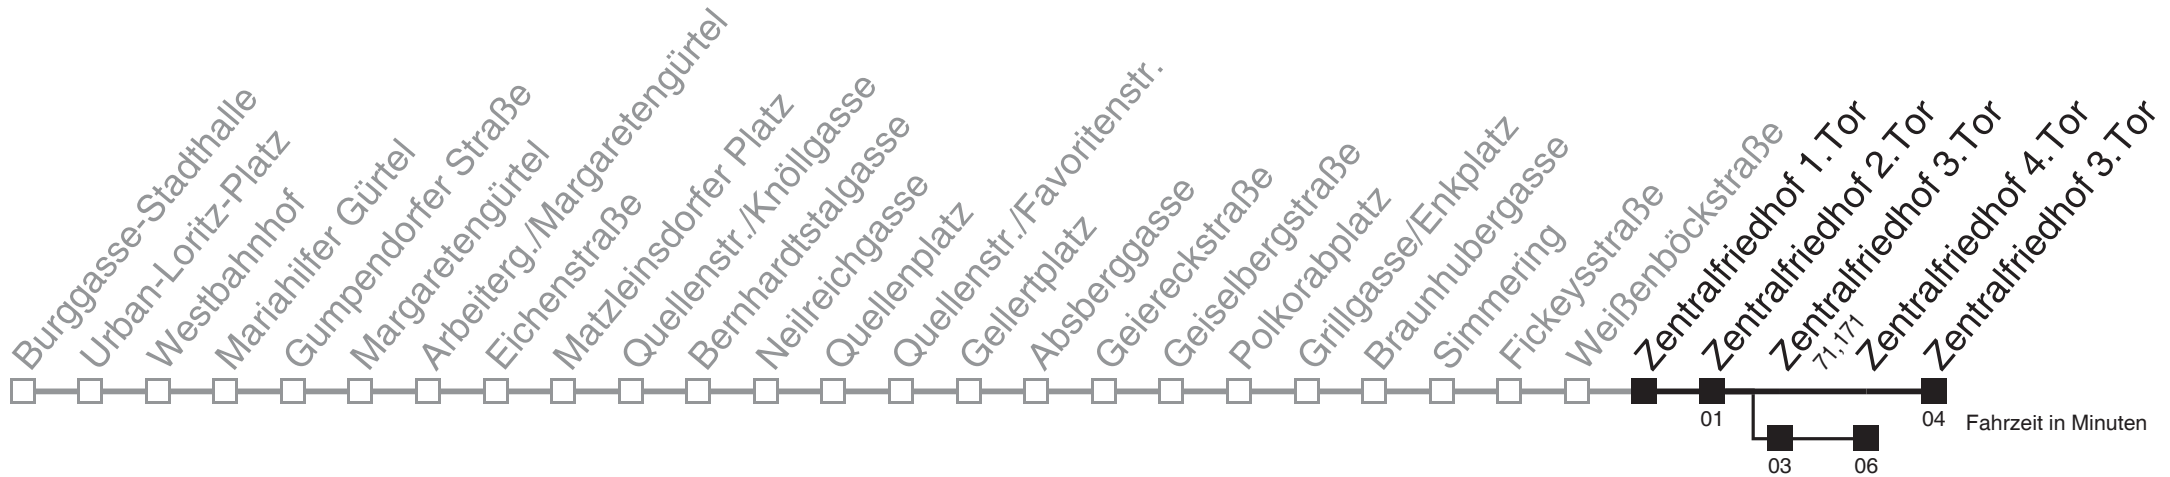 Burggasse-Stadthalle
Urban-Loritz-Platz
Westbahnhof
Mariahilfer Gürtel
Gumpendorfer Straße
Margaretengürtel
Arbeiterg./Margaretengürtel
Eichenstraße
Matzleinsdorfer Platz
Quellenstr./Knöllgasse
Bernhardtstalgasse
Neilreichgasse
Quellenplatz
Quellenstr./Favoritenstr.
Gellertplatz
Absberggasse
Geiereckstraße
Geiselbergstraße
Polkorabplatz
Grillgasse/Enkplatz
Braunhubergasse
Simmering
Fickeysstraße
Weißenböckstraße
Zentralfriedhof 1.Tor
Zentralfriedhof 2.Tor
Zentralfriedhof 3.Tor
71,171
Zentralfriedhof 4.Tor
Zentralfriedhof 3.Tor
01
04
Fahrzeit in Minuten
03
06